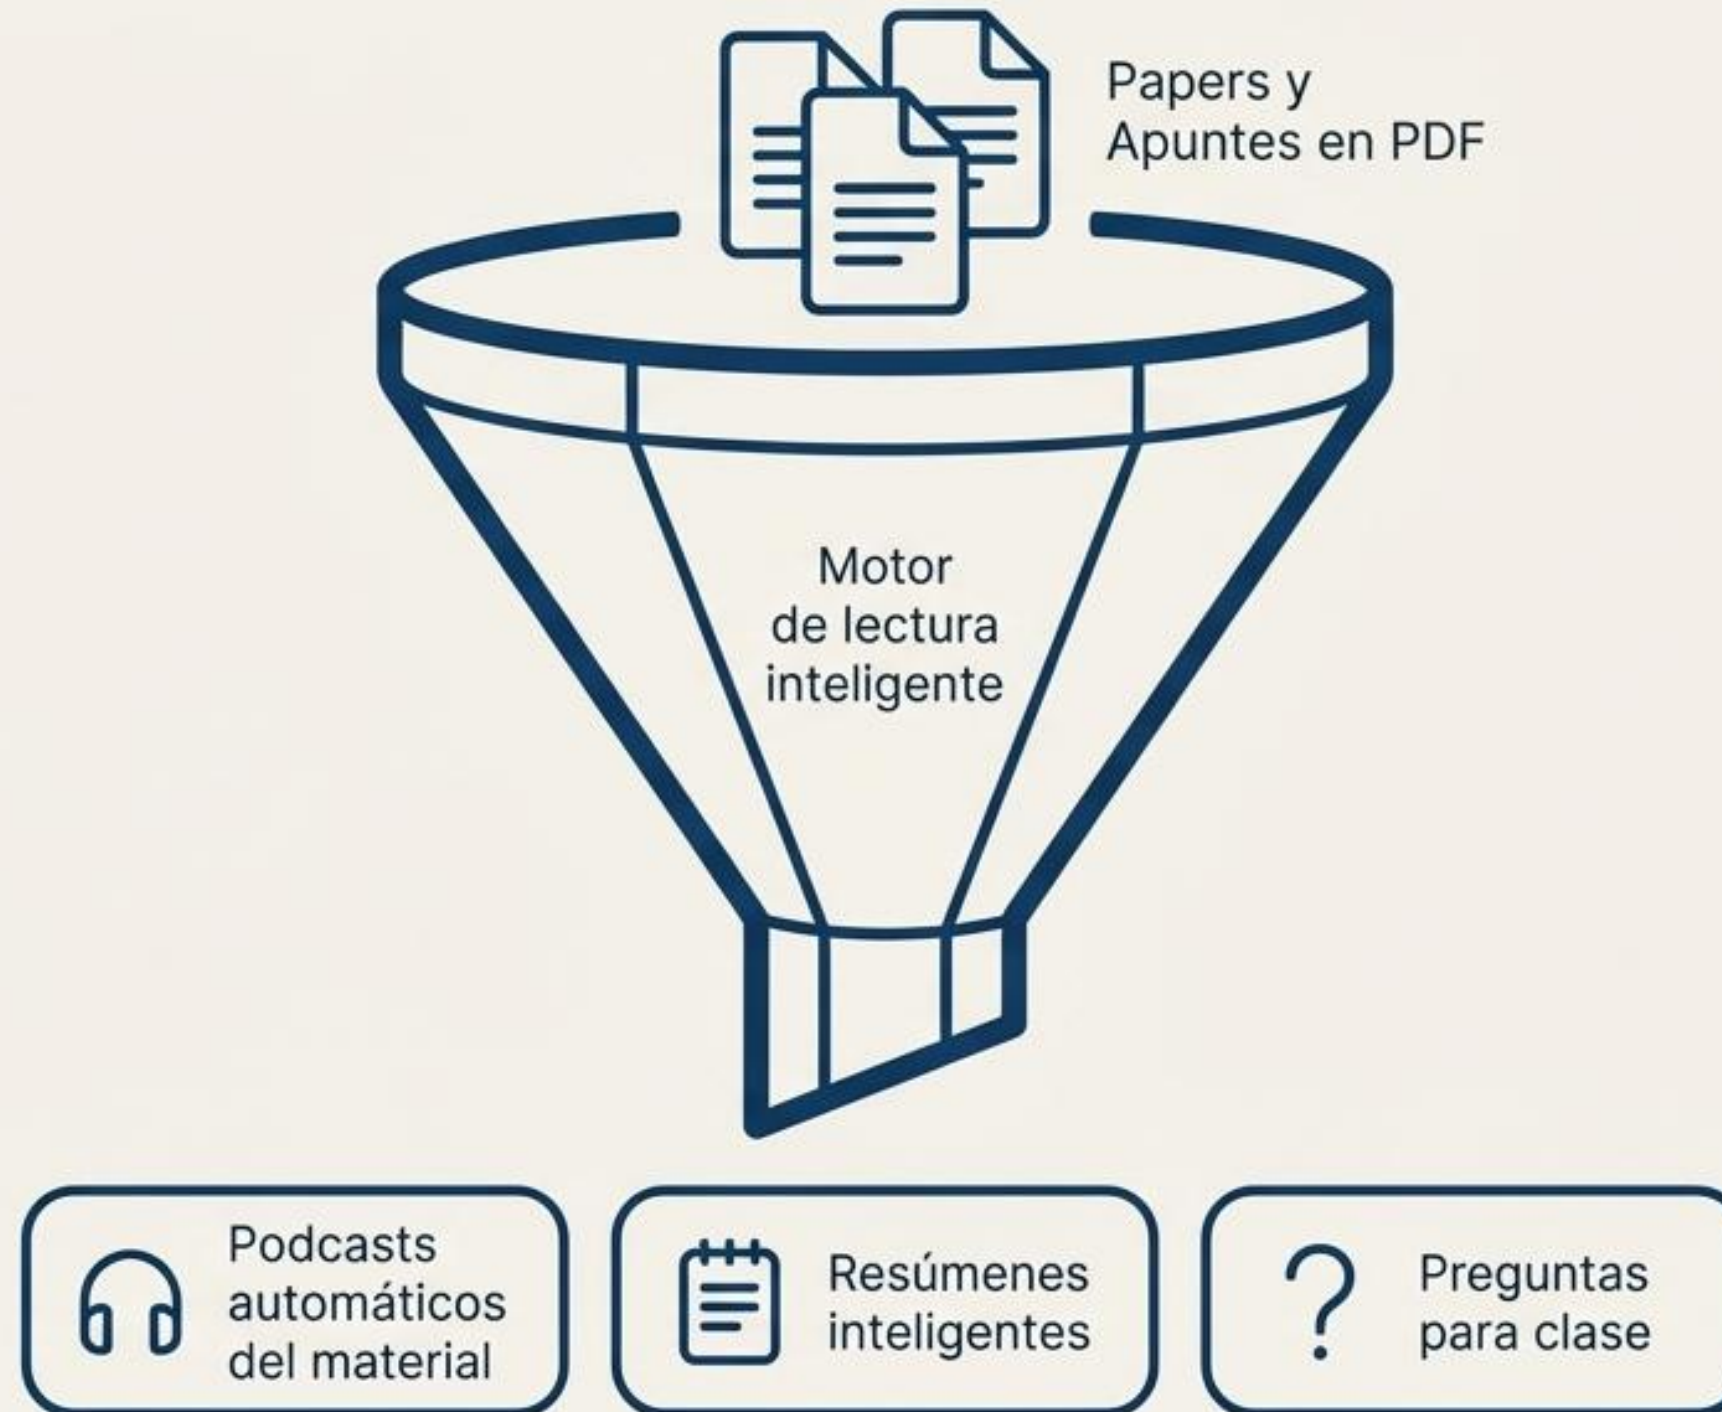 Papers y
Apuntes en PDF
Motor
de lectura
inteligente
Podcasts
automáticos
del material
Resúmenes
inteligentes
Preguntas
para clase